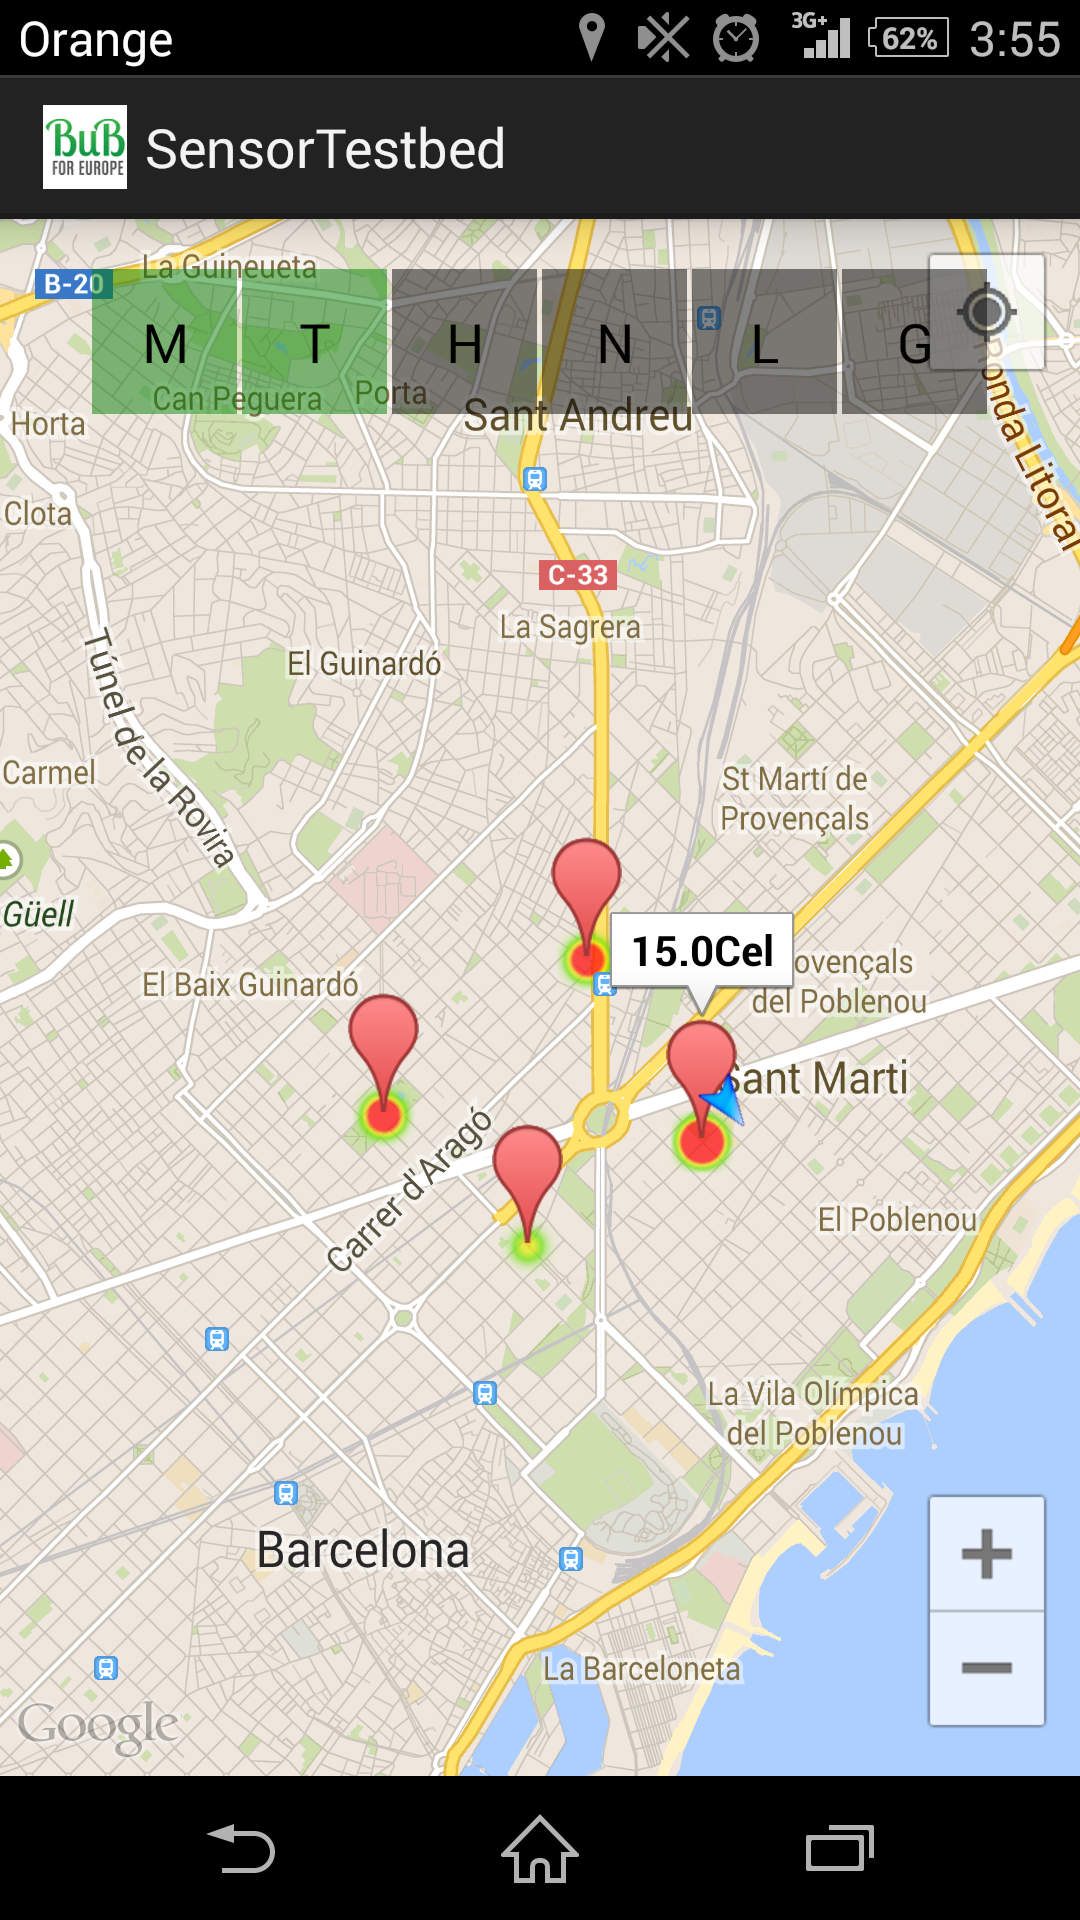 Orange
3G+
62%
3:55
BuB
FOR EUROPE
SensorTestbed
La Guineueta
B-20
M
T
H
N
L
G
Can Peguera
Porta
Sant Andreu
Horta
Ronda Litoral
Clota
C-33
La Sagrera
El Guinardó
Túnel de la Rovira
Carmel
St Martí de
Provençals
Güell
15.0Cel
ovençals
del Poblenou
El Baix Guinardó
Sant Marti
Carrer d'Aragó
El Poblenou
La Vila Olímpica
del Poblenou
Barcelona
+
−
La Barceloneta
Google